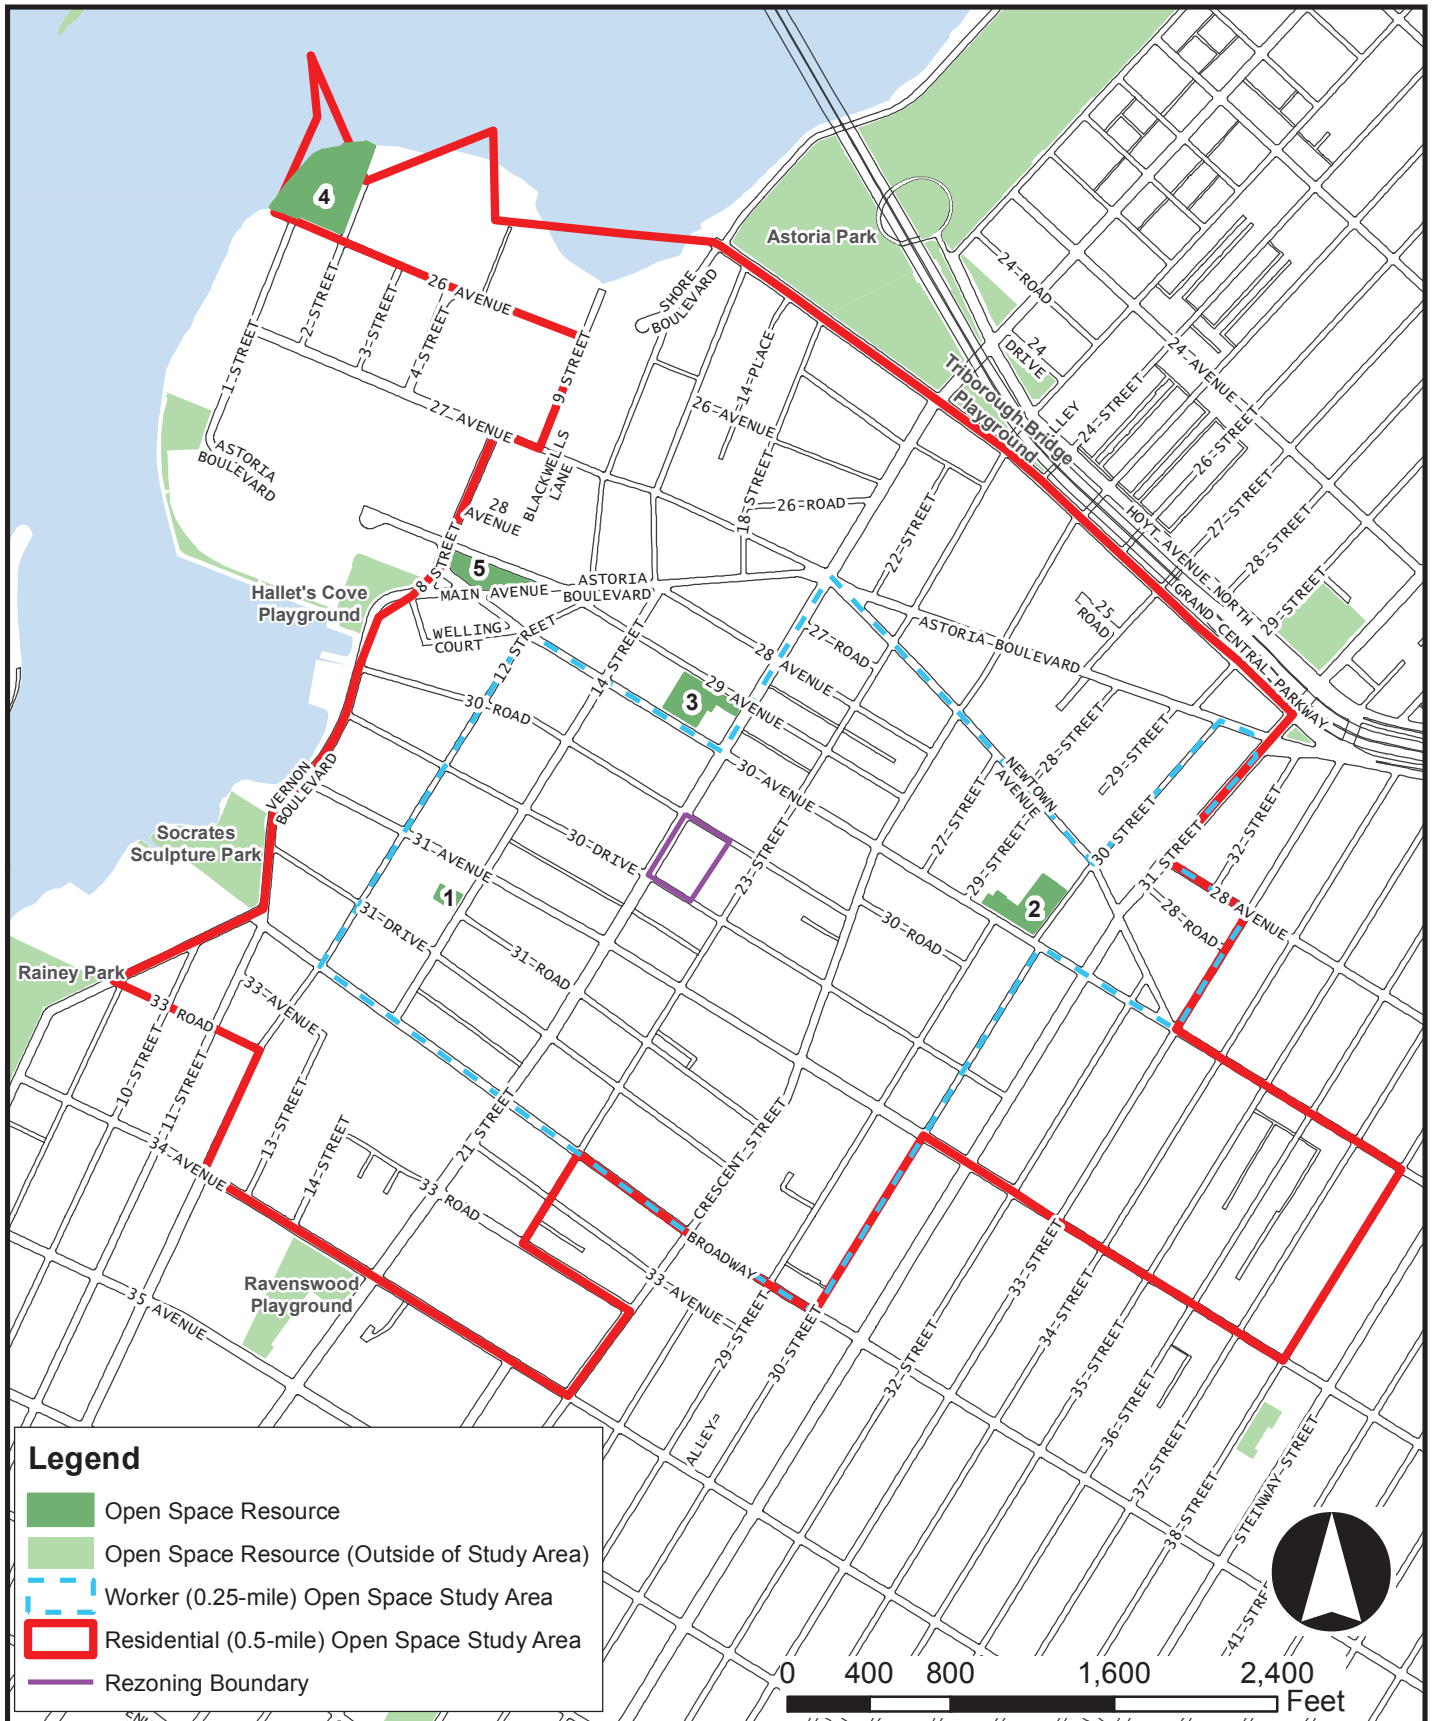 4
Astoria Park
24-ROAD
24
DRIVE
24-AVENUE
Triborough Bridge
Playground
LLEY
24-STREET
26-STREET
27-STREET
28-STREET
29-STREET
HOYT AVENUE NORTH
GRAND CENTRAL PARKWAY
SHORE
BOULEVARD
14-PLACE
26 AVENUE
1-STREET
2-STREET
3-STREET
4-STREET
9-STREET
27 AVENUE
26-AVENUE
18-STREET
26-ROAD
22-STREET
ASTORIA
BOULEVARD
28
AVENUE
BLACKWELLS
LANE
8-STREET
5
MAIN AVENUE
ASTORIA
BOULEVARD
Hallet's Cove
Playground
WELLING
COURT
12-STREET
14-STREET
27-ROAD
28 AVENUE
29-AVENUE
3
ASTORIA-BOULEVARD
25
ROAD
30-ROAD
30-AVENUE
28-STREET
29-STREET
NEWTOWN
AVENUE
27-STREET
29-STREET
30 STREET
31 STREET
32-STREET
28 AVENUE
28-ROAD
VERNON
BOULEVARD
Socrates
Sculpture Park
31-AVENUE
30-DRIVE
23-STREET
1
2
31-DRIVE
31-ROAD
30-ROAD
Rainey Park
33 ROAD
33-AVENUE
10-STREET
11-STREET
13-STREET
14-STREET
34-AVENUE
21 STREET
33 ROAD
CRESCENT-STREET
BROADWAY
33-AVENUE
Ravenswood
Playground
35 AVENUE
29-STREET
30-STREET
32-STREET
33-STREET
34-STREET
35-STREET
36-STREET
37-STREET
38-STREET
STEINWAY-STREET
41-STRE
ALLEY
Legend
Open Space Resource
Open Space Resource (Outside of Study Area)
Worker (0.25-mile) Open Space Study Area
Residential (0.5-mile) Open Space Study Area
Rezoning Boundary
0 400 800 1,600 2,400
Feet